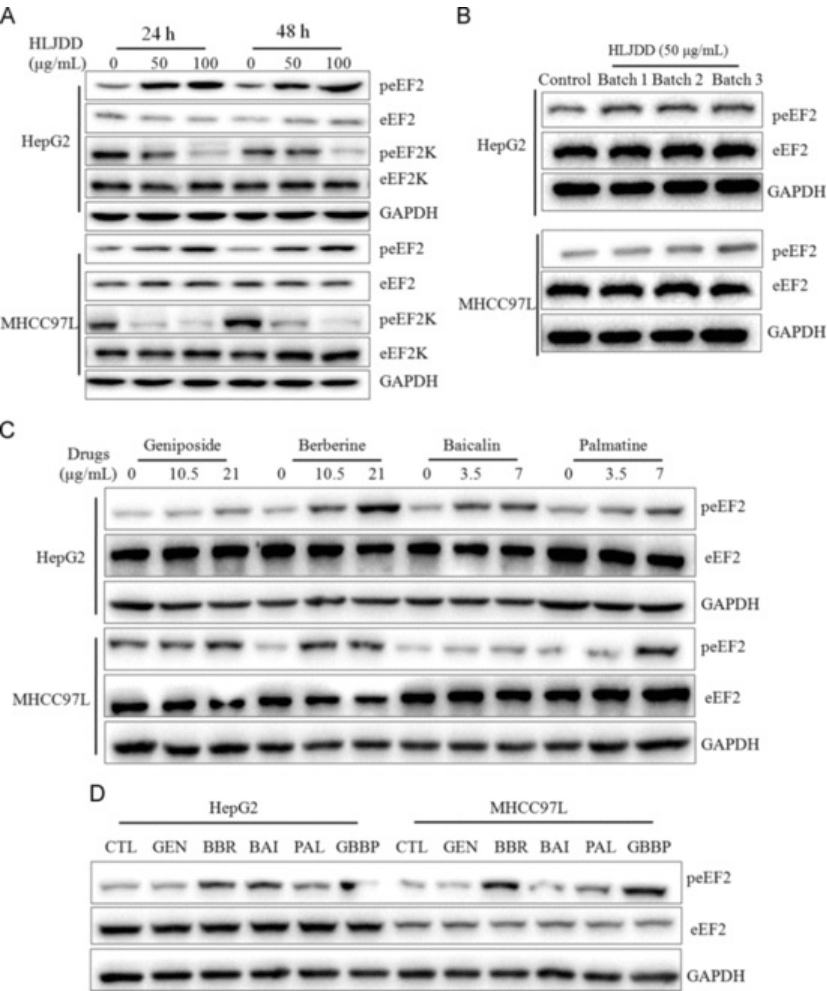 A
24 h 48 h
HLJDD
(μg/mL) 0 50 100 0 50 100
peEF2
eEF2
HepG2
peEF2K
eEF2K
GAPDH
peEF2
eEF2
MHCC97L
peEF2K
eEF2K
GAPDH
B
HLJDD (50 μg/mL)
Control Batch 1 Batch 2 Batch 3
peEF2
HepG2
eEF2
GAPDH
peEF2
eEF2
MHCC97L
GAPDH
C
Drugs Geniposide Berberine Baicalin Palmatine
(μg/mL) 0 10.5 21 0 10.5 21 0 3.5 7 0 3.5 7
peEF2
HepG2 eEF2
GAPDH
peEF2
MHCC97L eEF2
GAPDH
D
HepG2 MHCC97L
CTL GEN BBR BAI PAL GBBP CTL GEN BBR BAI PAL GBBP
peEF2
eEF2
GAPDH